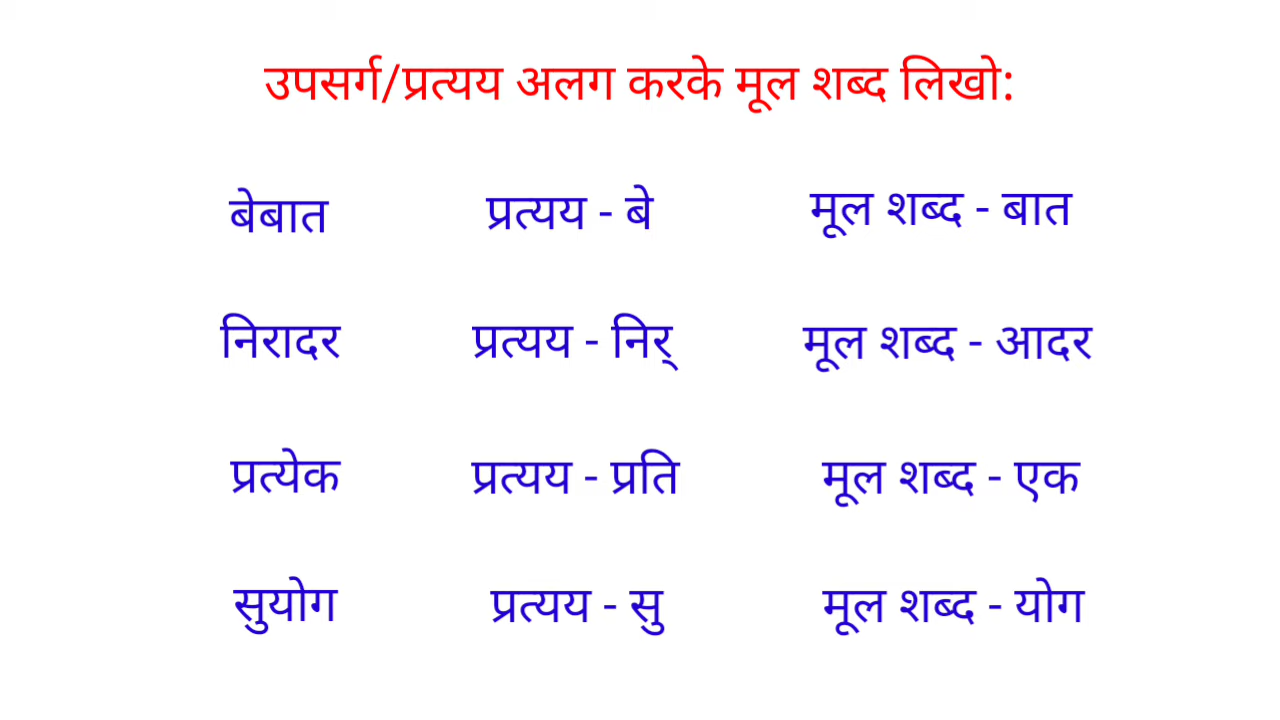 उपसर्ग/प्रत्यय अलग करके मूल शब्द लिखो:
बेबात प्रत्यय - बे मूल शब्द - बात
निरादर प्रत्यय - निर् मूल शब्द - आदर
प्रत्येक प्रत्यय - प्रति मूल शब्द - एक
सुयोग प्रत्यय - सु मूल शब्द - योग